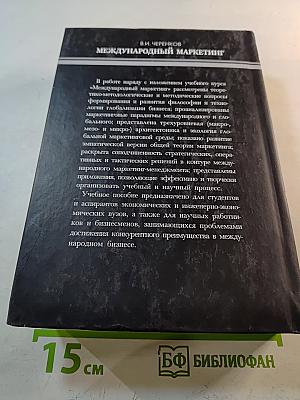 В.И. ЧЕРЕНКОВ
МЕЖДУНАРОДНЫЙ МАРКЕТИНГ
В работе наряду с изложением учебного курса
«Международный маркетинг» рассмотрены теоре-
тико-методологические и методические вопросы
формирования и развития философии и техно-
логии глобализации бизнеса; проанализированы
маркетинговые парадигмы международного и гло-
бального; представлена трехуровневая (макро-,
мезо- и микро-) архитектоника и экология гло-
бальной маркетинговой среды; показано развитие
эмпатической версии общей теории маркетинга;
раскрыта соподчиненность стратегических, опера-
тивных и тактических решений в контуре между-
народного маркетинг-менеджмента; представлены
приложения, позволяющие эффективно и творчески
организовать учебный и научный процесс.
Учебное пособие предназначено для студентов
и аспирантов экономических и инженерно-эконо-
мических вузов, а также для научных работни-
ков и бизнесменов, занимающихся проблемами
достижения конкурентного преимущества в между-
народном бизнесе.
15 см
БФ БИБЛИОФАН